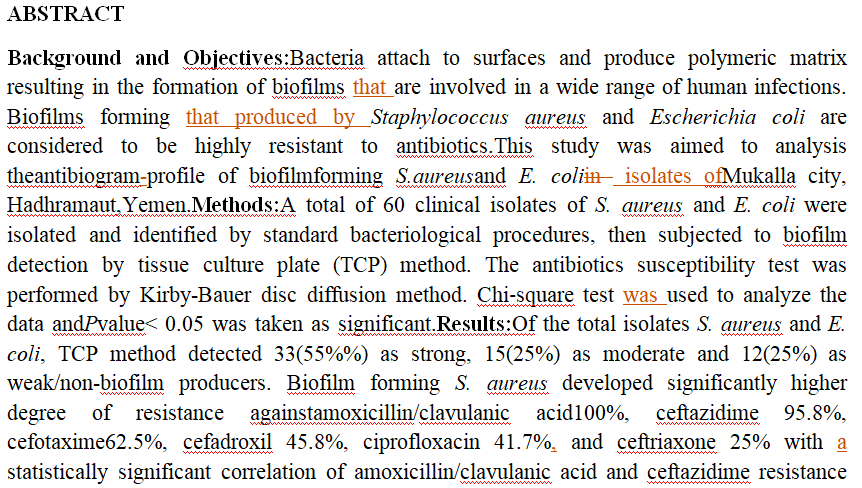 ABSTRACT
Background and Objectives:Bacteria attach to surfaces and produce polymeric matrix
resulting in the formation of biofilms that are involved in a wide range of human infections.
Biofilms forming that produced by Staphylococcus aureus and Escherichia coli are
considered to be highly resistant to antibiotics.This study was aimed to analysis
theantibiogram-profile of biofilmforming S.aureusand E. coliin isolates ofMukalla city,
Hadhramaut,Yemen.Methods:A total of 60 clinical isolates of S. aureus and E. coli were
isolated and identified by standard bacteriological procedures, then subjected to biofilm
detection by tissue culture plate (TCP) method. The antibiotics susceptibility test was
performed by Kirby-Bauer disc diffusion method. Chi-square test was used to analyze the
data andPvalue< 0.05 was taken as significant.Results:Of the total isolates S. aureus and E.
coli, TCP method detected 33(55%%) as strong, 15(25%) as moderate and 12(25%) as
weak/non-biofilm producers. Biofilm forming S. aureus developed significantly higher
degree of resistance againstamoxicillin/clavulanic acid100%, ceftazidime 95.8%,
cefotaxime62.5%, cefadroxil 45.8%, ciprofloxacin 41.7%, and ceftriaxone 25% with a
statistically significant correlation of amoxicillin/clavulanic acid and ceftazidime resistance